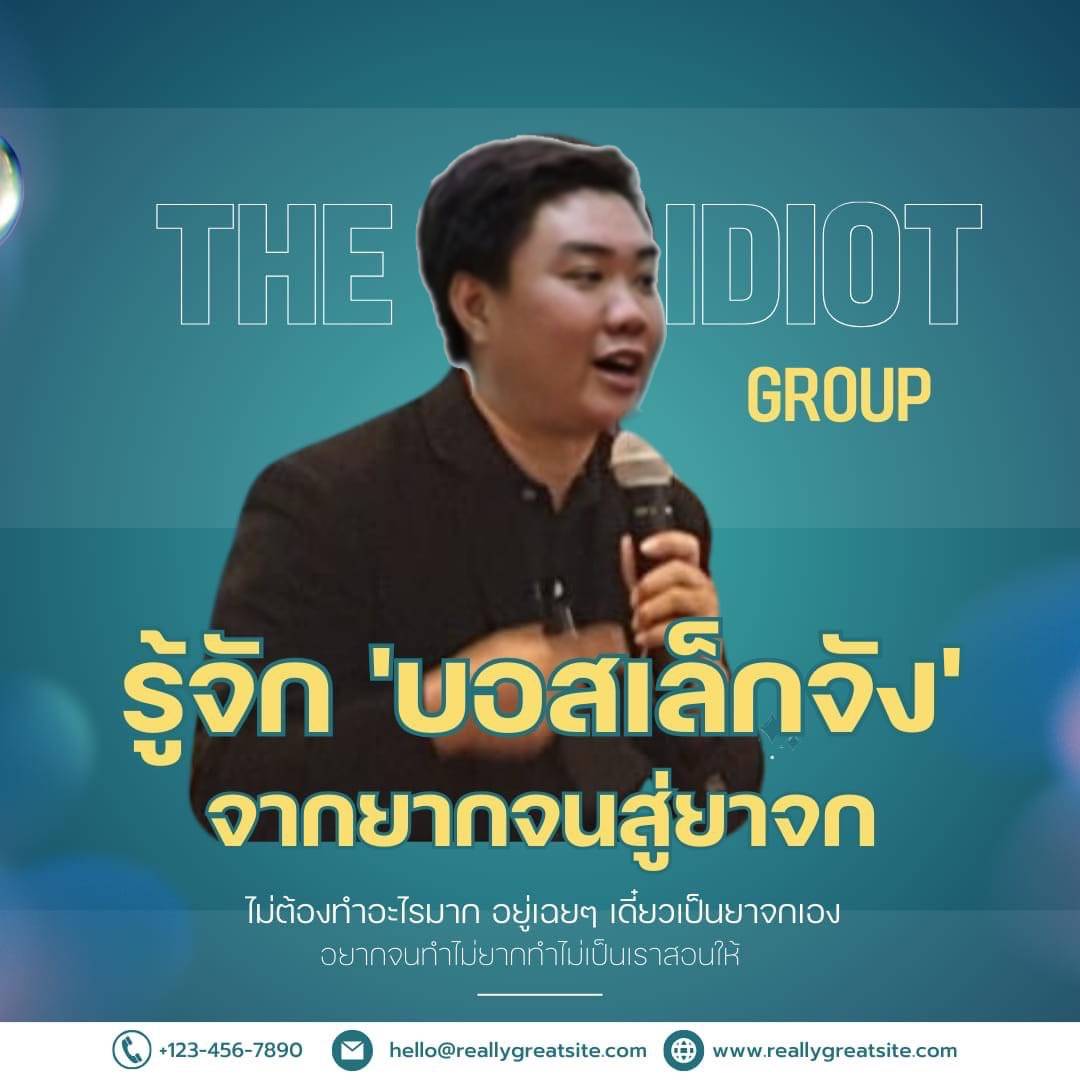 THE IDIOT
GROUP
รู้จัก 'บอสเล็กจัง'
จากยากจนสู่ยาจก
ไม่ต้องทำอะไรมาก อยู่เฉยๆ เดี๋ยวเป็นยาจกเอง
อยากจนทำไม่ยากทำไม่เป็นเราสอนให้
+123-456-7890 hello@reallygreatsite.com www.reallygreatsite.com